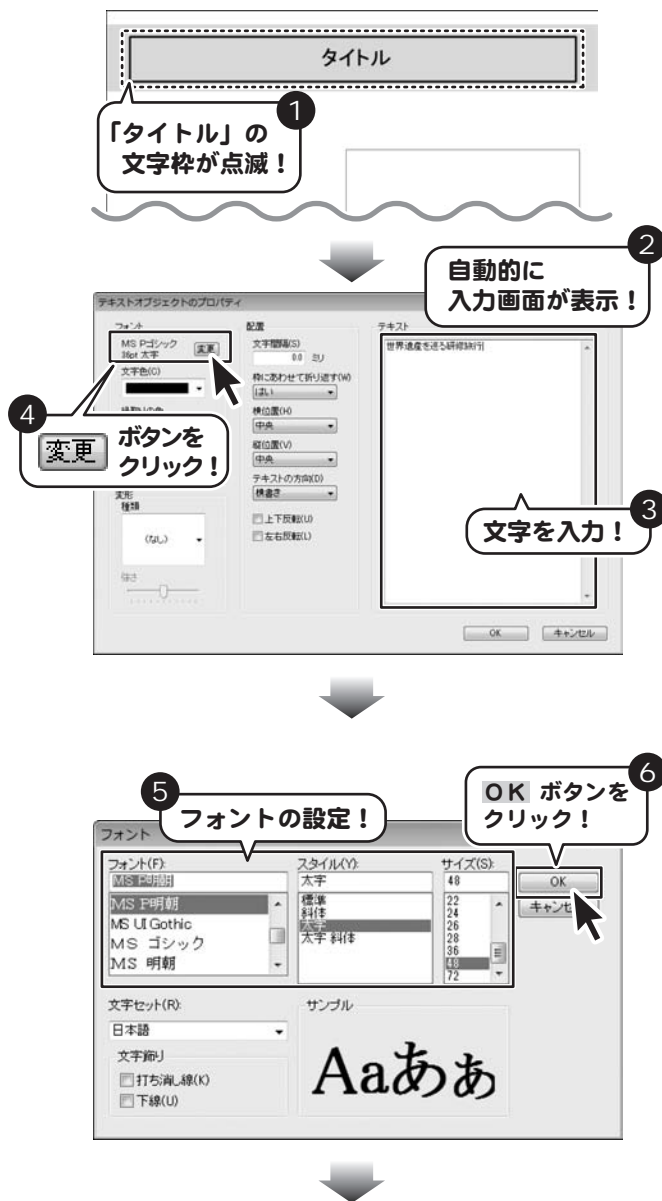 タイトル
1
「タイトル」の
文字枠が点滅!
2
自動的に
入力画面が表示!
テキストオブジェクトのプロパティ
フォント
MS Pゴシック
36pt 太字
変更
文字色(C)
4
変更 ボタンを
クリック!
変形
種類
(なし)
強さ
配置
文字間隔(S)
0.0 ミリ
枠にあわせて折り返す(W)
はい
横位置(H)
中央
縦位置(V)
中央
テキストの方向(D)
横書き
上下反転(U)
左右反転(L)
テキスト
世界遺産を巡る研修旅行
3
文字を入力!
OK
キャンセル
5
フォントの設定!
6
OK ボタンを
クリック!
フォント
フォント(F):
MS P明朝
MS P明朝
MS UI Gothic
MS ゴシック
MS 明朝
スタイル(Y):
太字
標準
斜体
太字
太字 斜体
サイズ(S):
48
22
24
26
28
36
48
72
OK
文字セット(R):
日本語
文字飾り
打ち消し線(K)
下線(U)
サンプル
Aaあぁ